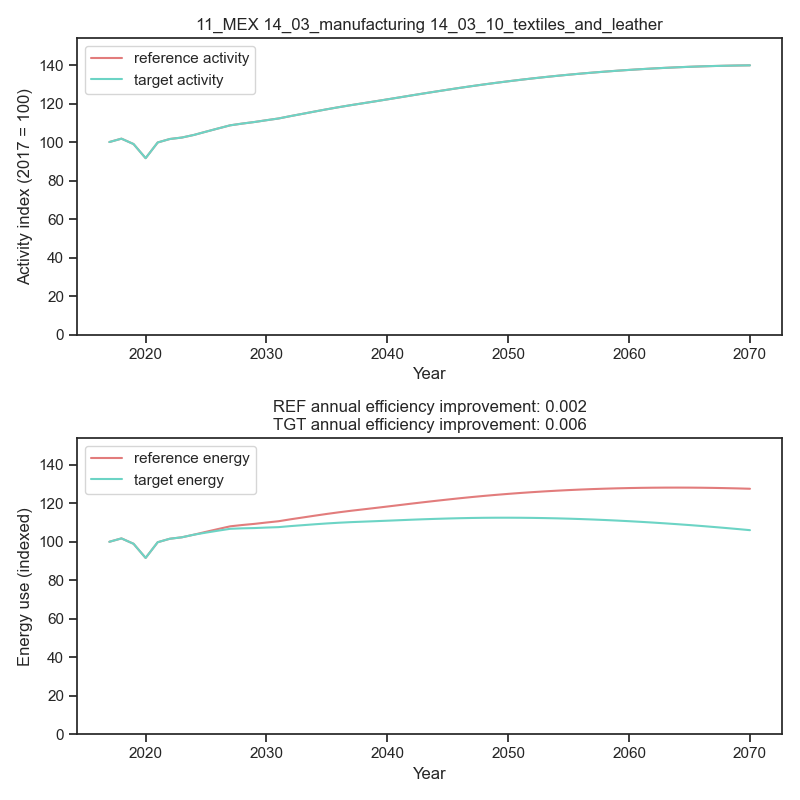 11_MEX 14_03_manufacturing 14_03_10_textiles_and_leather
reference activity
target activity
Activity index (2017 = 100)
140
120
100
80
60
40
20
0
2020
2030
2040
2050
2060
2070
Year
REF annual efficiency improvement: 0.002
TGT annual efficiency improvement: 0.006
reference energy
target energy
Energy use (indexed)
140
120
100
80
60
40
20
0
2020
2030
2040
2050
2060
2070
Year